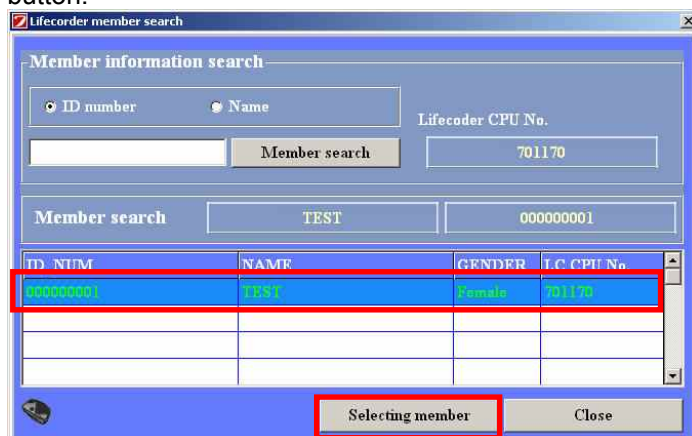 button.
Lifecorder member search
Member information search
ID number Name
Lifecoder CPU No.
Member search 701170
Member search TEST 000000001
ID_NUM NAME GENDER LC CPU No
000000001 TEST Female 701170
Selecting member Close